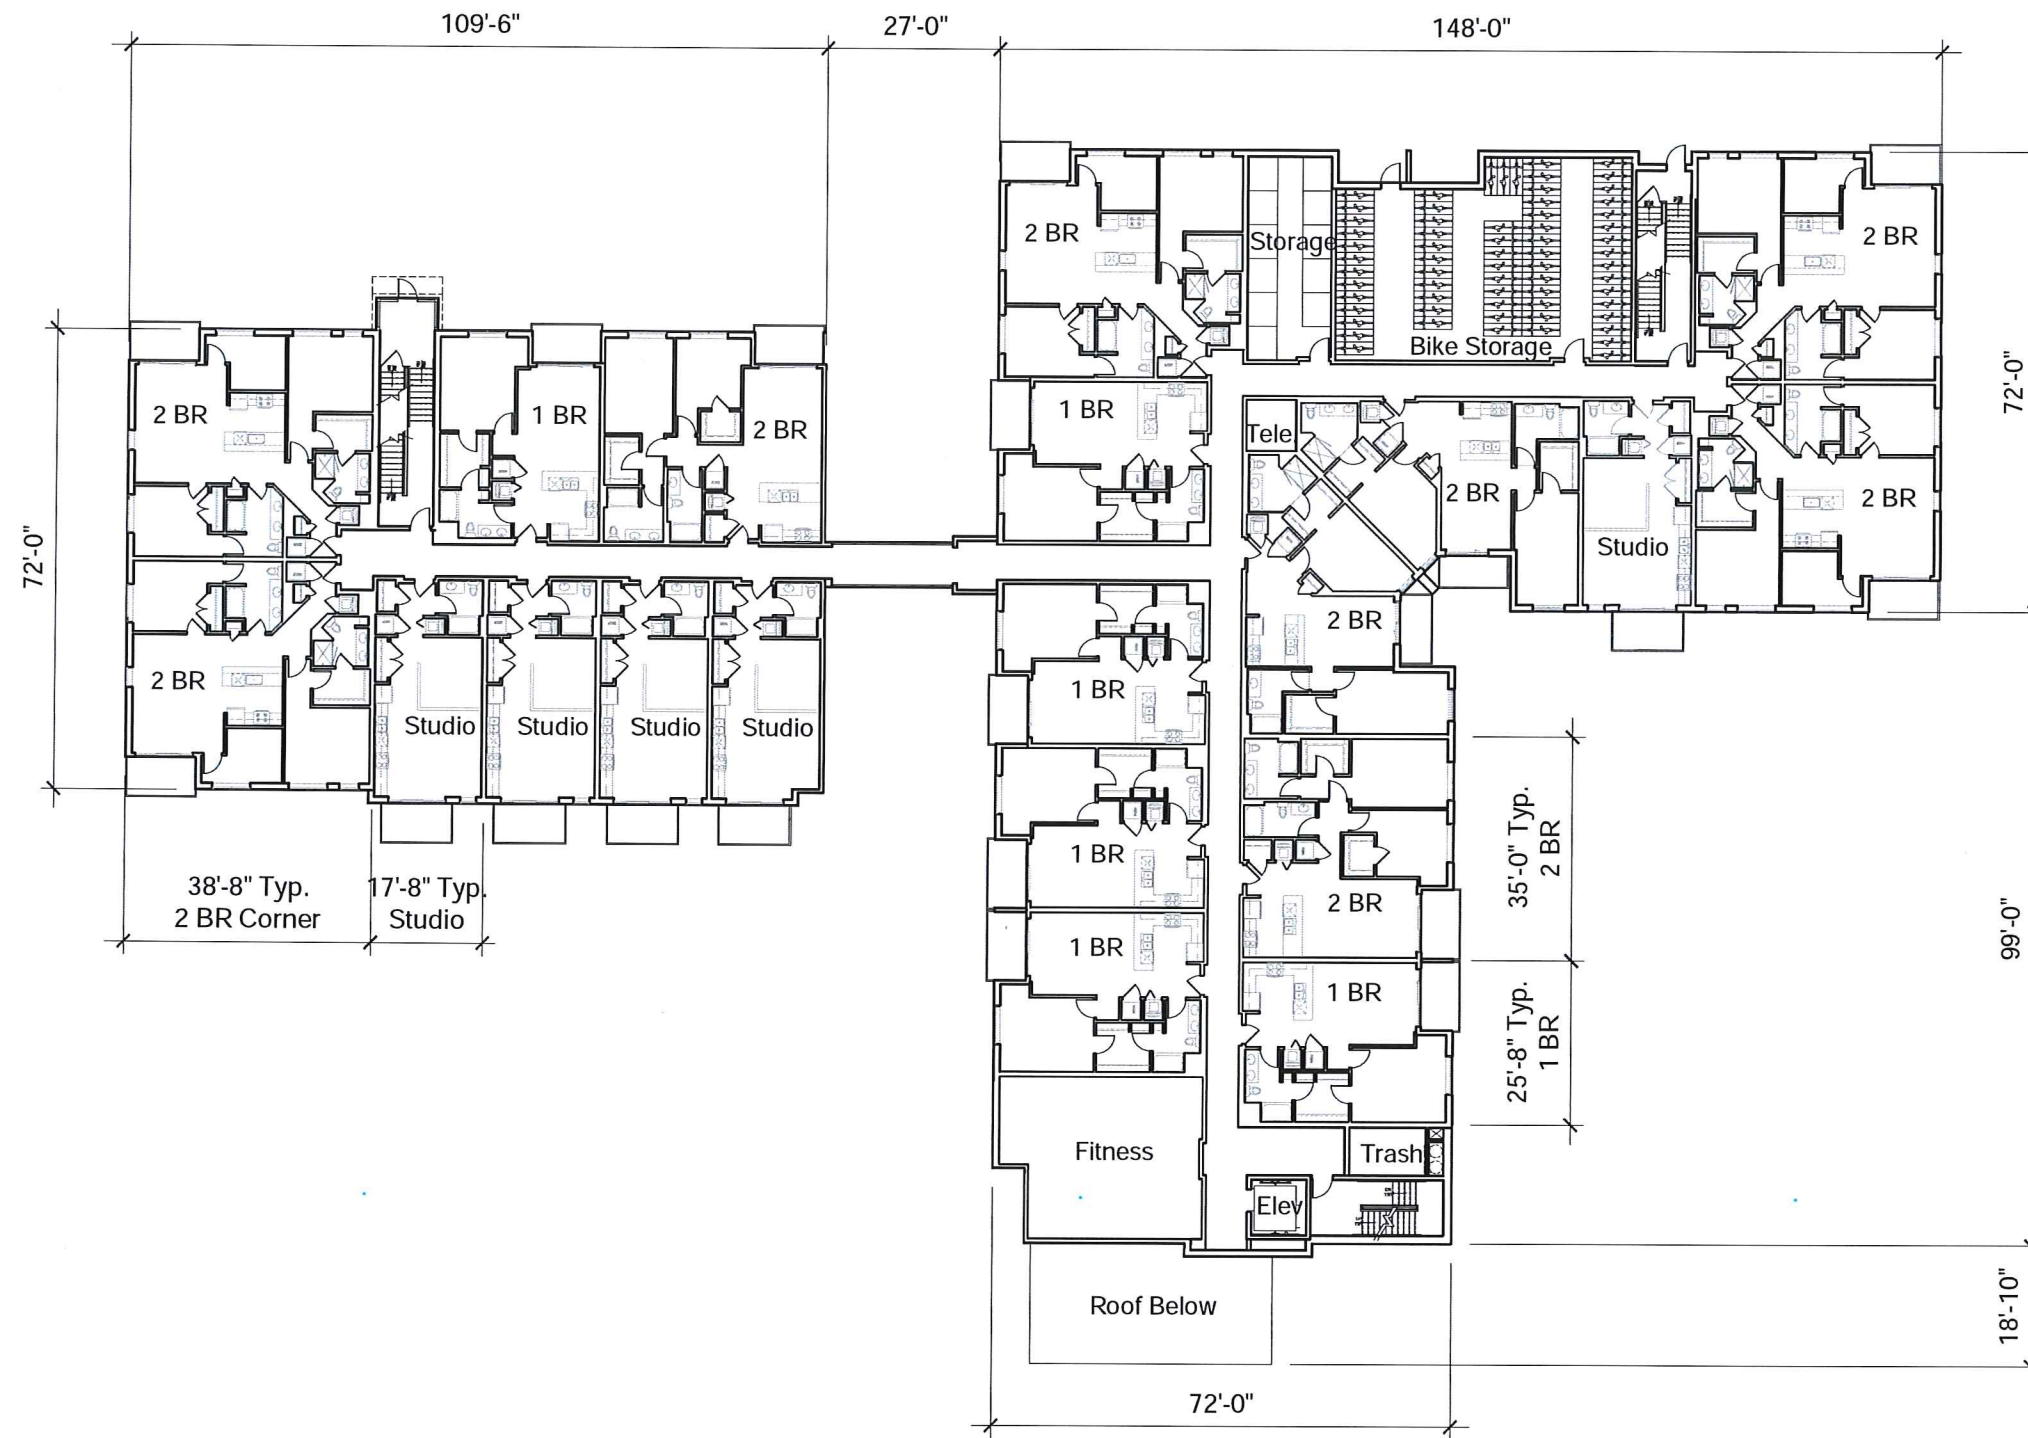 109'-6"
27'-0"
148'-0"
2 BR
Storage
Bike Storage
2 BR
72'-0"
2 BR
1 BR
2 BR
1 BR
Tele.
2 BR
2 BR
Studio
72'-0"
2 BR
Studio
Studio
Studio
Studio
1 BR
2 BR
1 BR
2 BR
35'-0" Typ.
2 BR
38'-8" Typ.
2 BR Corner
17'-8" Typ.
Studio
1 BR
1 BR
25'-8" Typ.
1 BR
99'-0"
Fitness
Trash
Elev
Roof Below
18'-10"
72'-0"